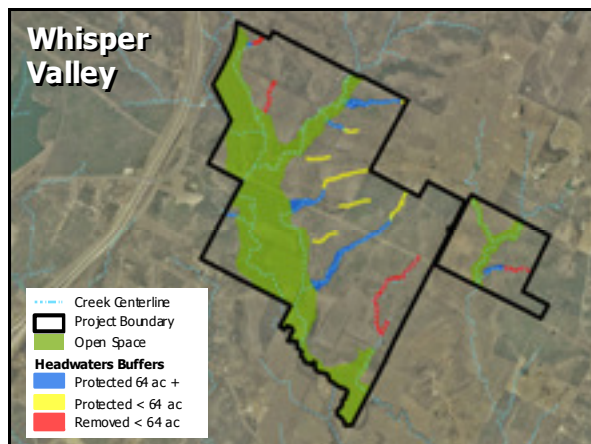 Whisper
Valley
Creek Centerline
Project Boundary
Open Space
Headwaters Buffers
Protected 64 ac +
Protected < 64 ac
Removed < 64 ac